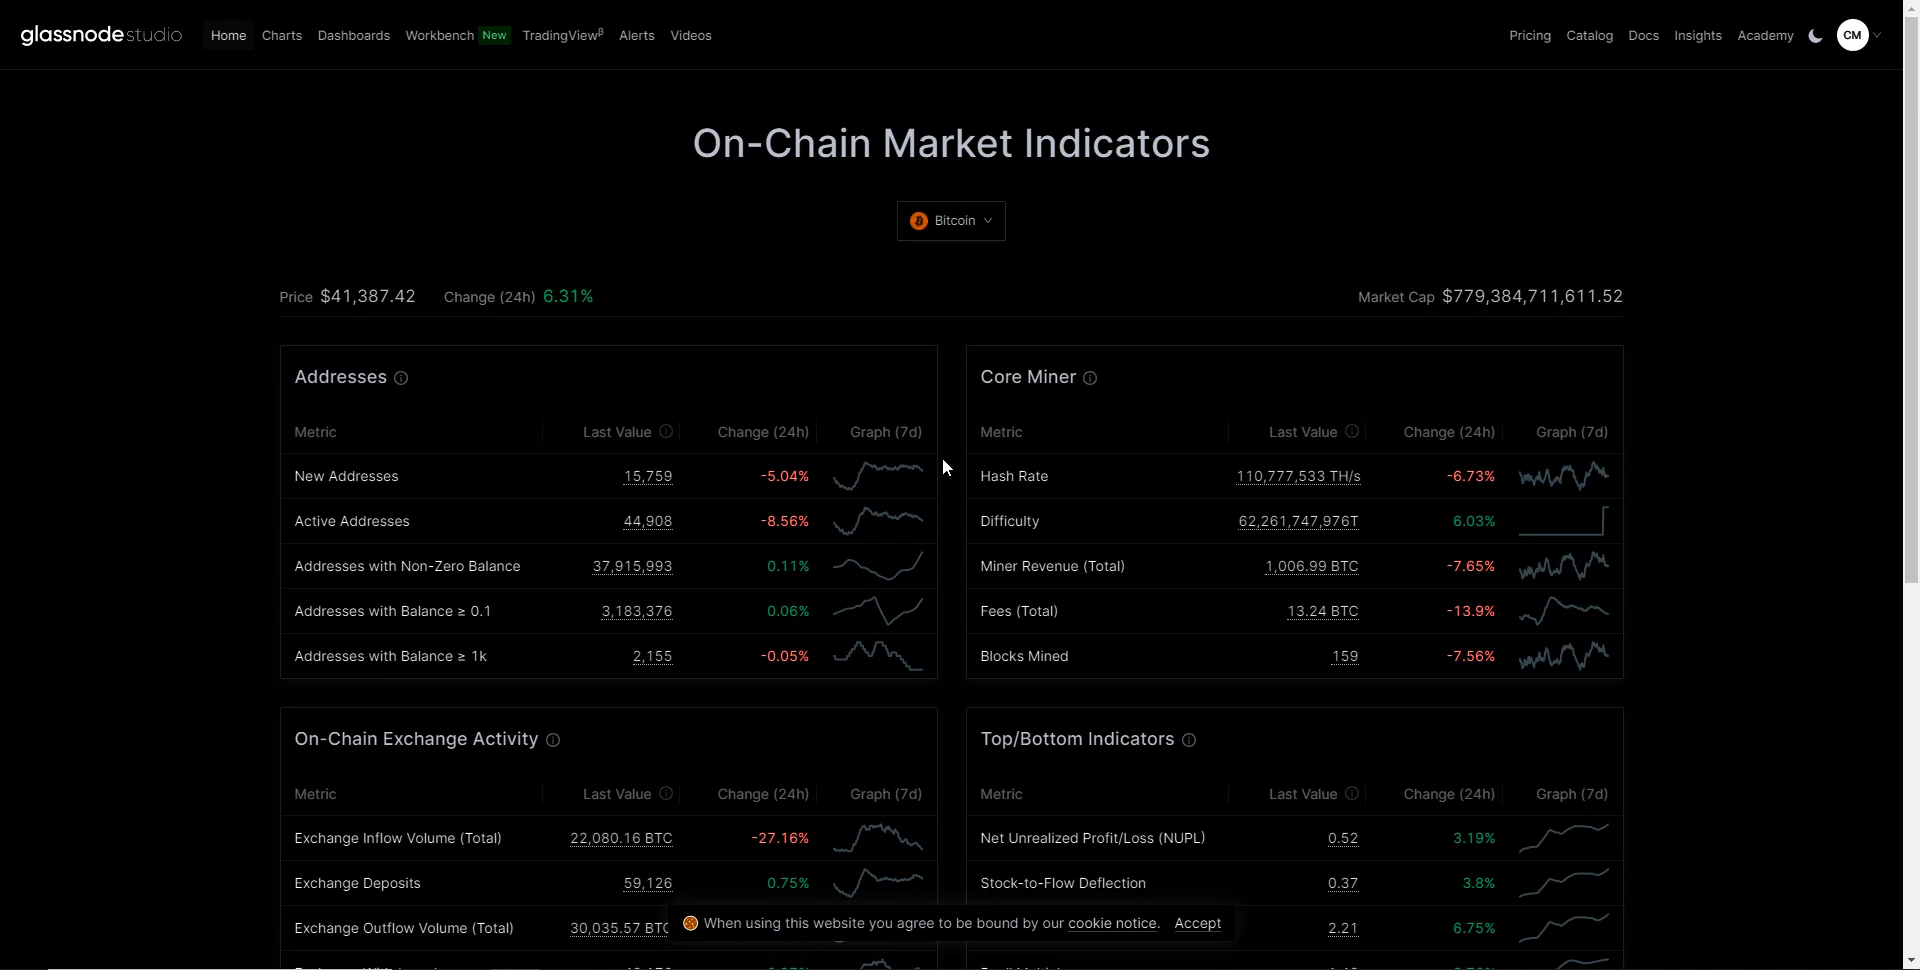 glassnodestudio Home Charts Dashboards Workbench New TradingViewᵝ Alerts Videos Pricing Catalog Docs Insights Academy CM
On-Chain Market Indicators
Bitcoin
Price $41,387.42 Change (24h) 6.31% Market Cap $779,384,711,611.52
Addresses
Metric Last Value Change (24h) Graph (7d)
New Addresses 15,759 -5.04%
Active Addresses 44,908 -8.56%
Addresses with Non-Zero Balance 37,915,993 0.11%
Addresses with Balance ≥ 0.1 3,183,376 0.06%
Addresses with Balance ≥ 1k 2,155 -0.05%
Core Miner
Metric Last Value Change (24h) Graph (7d)
Hash Rate 110,777,533 TH/s -6.73%
Difficulty 62,261,747,976T 6.03%
Miner Revenue (Total) 1,006.99 BTC -7.65%
Fees (Total) 13.24 BTC -13.9%
Blocks Mined 159 -7.56%
On-Chain Exchange Activity
Metric Last Value Change (24h) Graph (7d)
Exchange Inflow Volume (Total) 22,080.16 BTC -27.16%
Exchange Deposits 59,126 0.75%
Exchange Outflow Volume (Total) 30,035.57 BTC
Top/Bottom Indicators
Metric Last Value Change (24h) Graph (7d)
Net Unrealized Profit/Loss (NUPL) 0.52 3.19%
Stock-to-Flow Deflection 0.37 3.8%
2.21 6.75%
When using this website you agree to be bound by our cookie notice. Accept